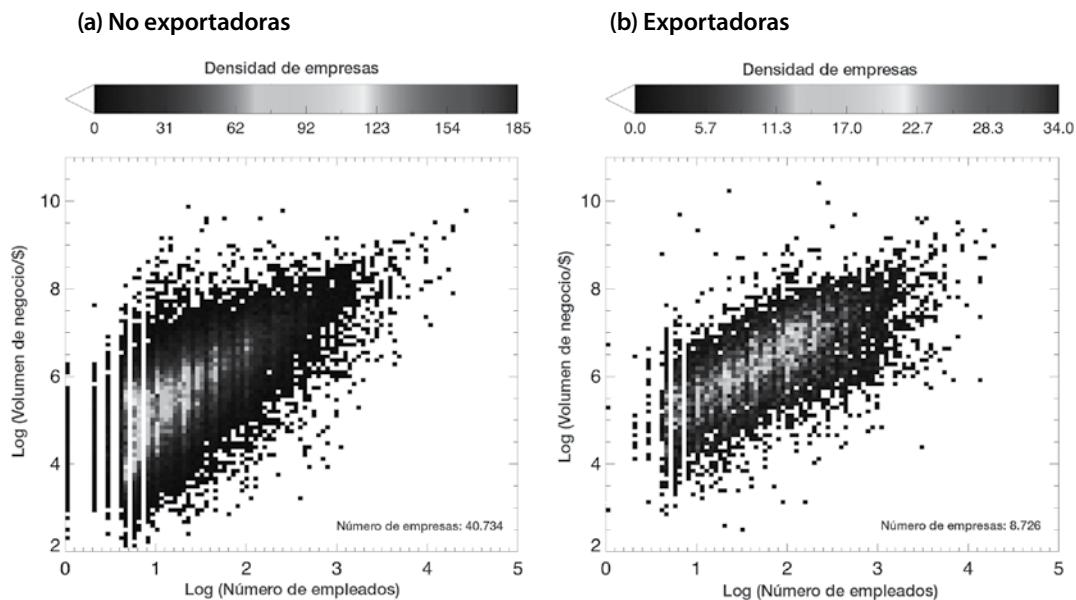 (a) No exportadoras
Densidad de empresas
0 31 62 92 123 154 185
10
8
6
4
2
Log (Volumen de negocio/$)
Número de empresas: 40.734
0 1 2 3 4 5
Log (Número de empleados)
(b) Exportadoras
Densidad de empresas
0.0 5.7 11.3 17.0 22.7 28.3 34.0
10
8
6
4
2
Log (Volumen de negocio/$)
Número de empresas: 8.726
0 1 2 3 4 5
Log (Número de empleados)